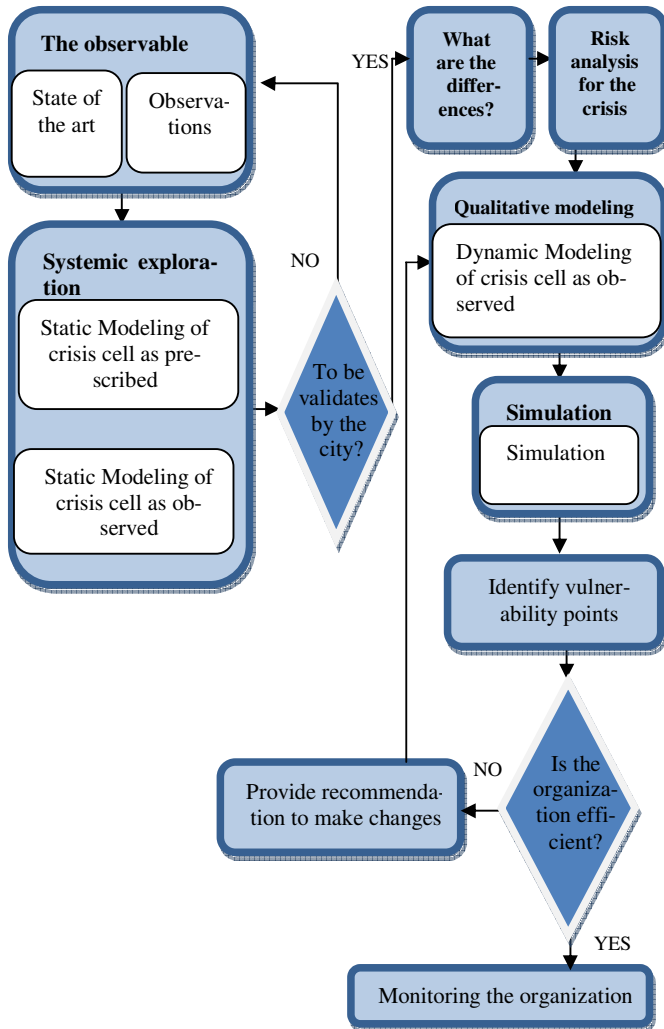 The observable
State of
the art
Observa-
tions
Systemic explora-
tion
Static Modeling of
crisis cell as pre-
scribed
Static Modeling of
crisis cell as ob-
served
NO
To be
validates
by the
city?
YES
What
are the
differ-
ences?
Risk
analysis
for the
crisis
Qualitative modeling
Dynamic Modeling
of crisis cell as ob-
served
Simulation
Simulation
Identify vulner-
ability points
Is the
organiza-
tion effi-
cient?
NO
Provide recommenda-
tion to make changes
YES
Monitoring the organization